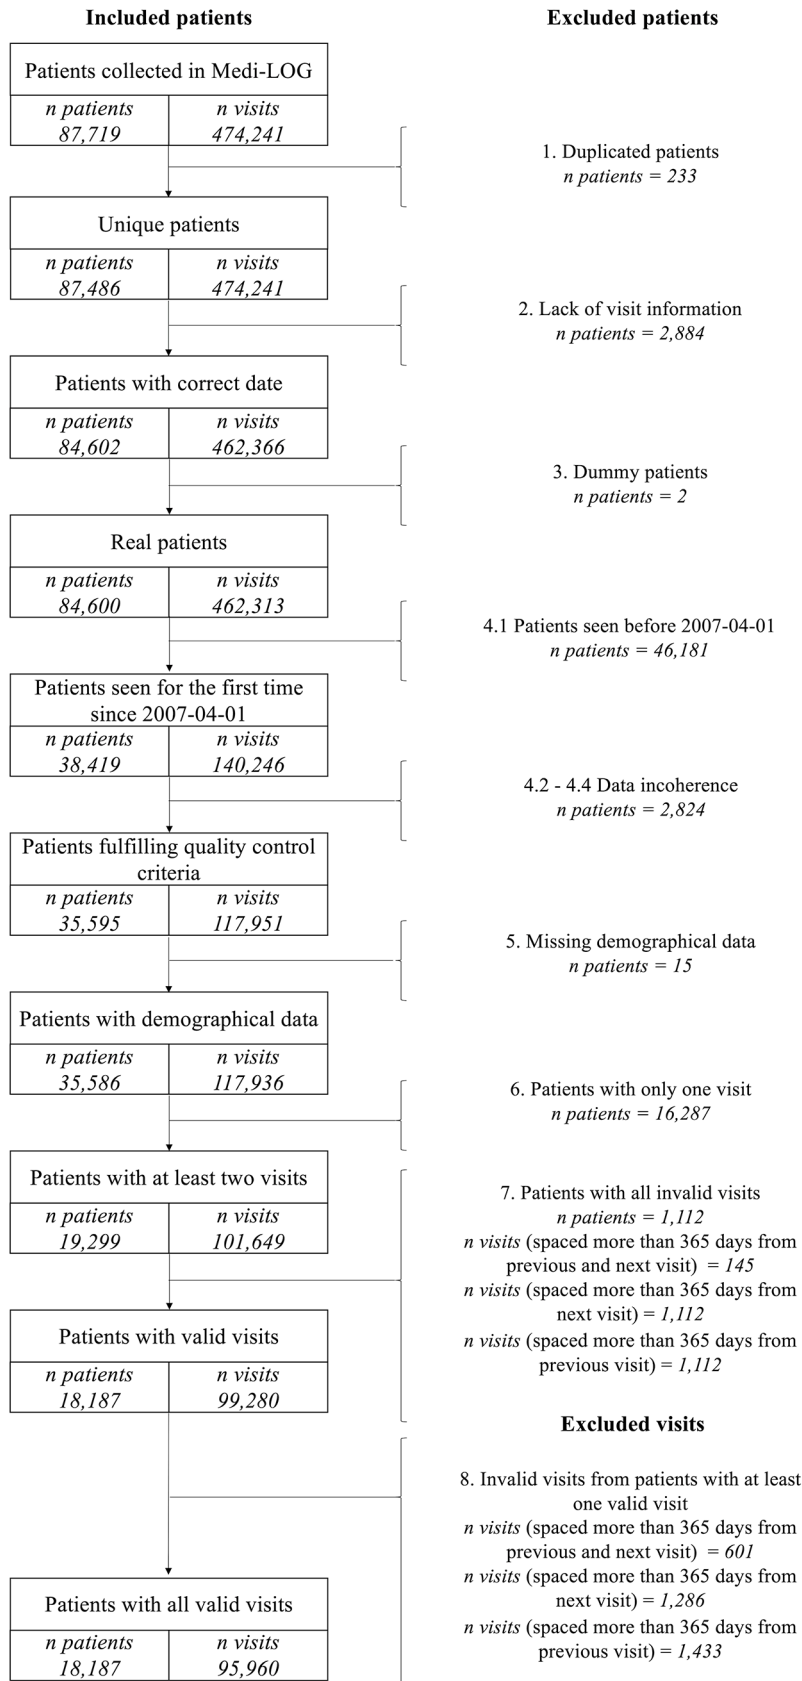 Included patients
Excluded patients
Patients collected in Medi-LOG
n patients
n visits
87,719
474,241
1. Duplicated patients
n patients = 233
Unique patients
n patients
n visits
87,486
474,241
2. Lack of visit information
n patients = 2,884
Patients with correct date
n patients
n visits
84,602
462,366
3. Dummy patients
n patients = 2
Real patients
n patients
n visits
84,600
462,313
4.1 Patients seen before 2007-04-01
n patients = 46,181
Patients seen for the first time
since 2007-04-01
n patients
n visits
38,419
140,246
4.2 - 4.4 Data incoherence
n patients = 2,824
Patients fulfilling quality control
criteria
n patients
n visits
35,595
117,951
5. Missing demographical data
n patients = 15
Patients with demographical data
n patients
n visits
35,586
117,936
6. Patients with only one visit
n patients = 16,287
Patients with at least two visits
n patients
n visits
19,299
101,649
7. Patients with all invalid visits
n patients = 1,112
n visits (spaced more than 365 days from
previous and next visit) = 145
n visits (spaced more than 365 days from
next visit) = 1,112
n visits (spaced more than 365 days from
previous visit) = 1,112
Patients with valid visits
n patients
n visits
18,187
99,280
Excluded visits
8. Invalid visits from patients with at least
one valid visit
n visits (spaced more than 365 days from
previous and next visit) = 601
n visits (spaced more than 365 days from
next visit) = 1,286
n visits (spaced more than 365 days from
previous visit) = 1,433
Patients with all valid visits
n patients
n visits
18,187
95,960